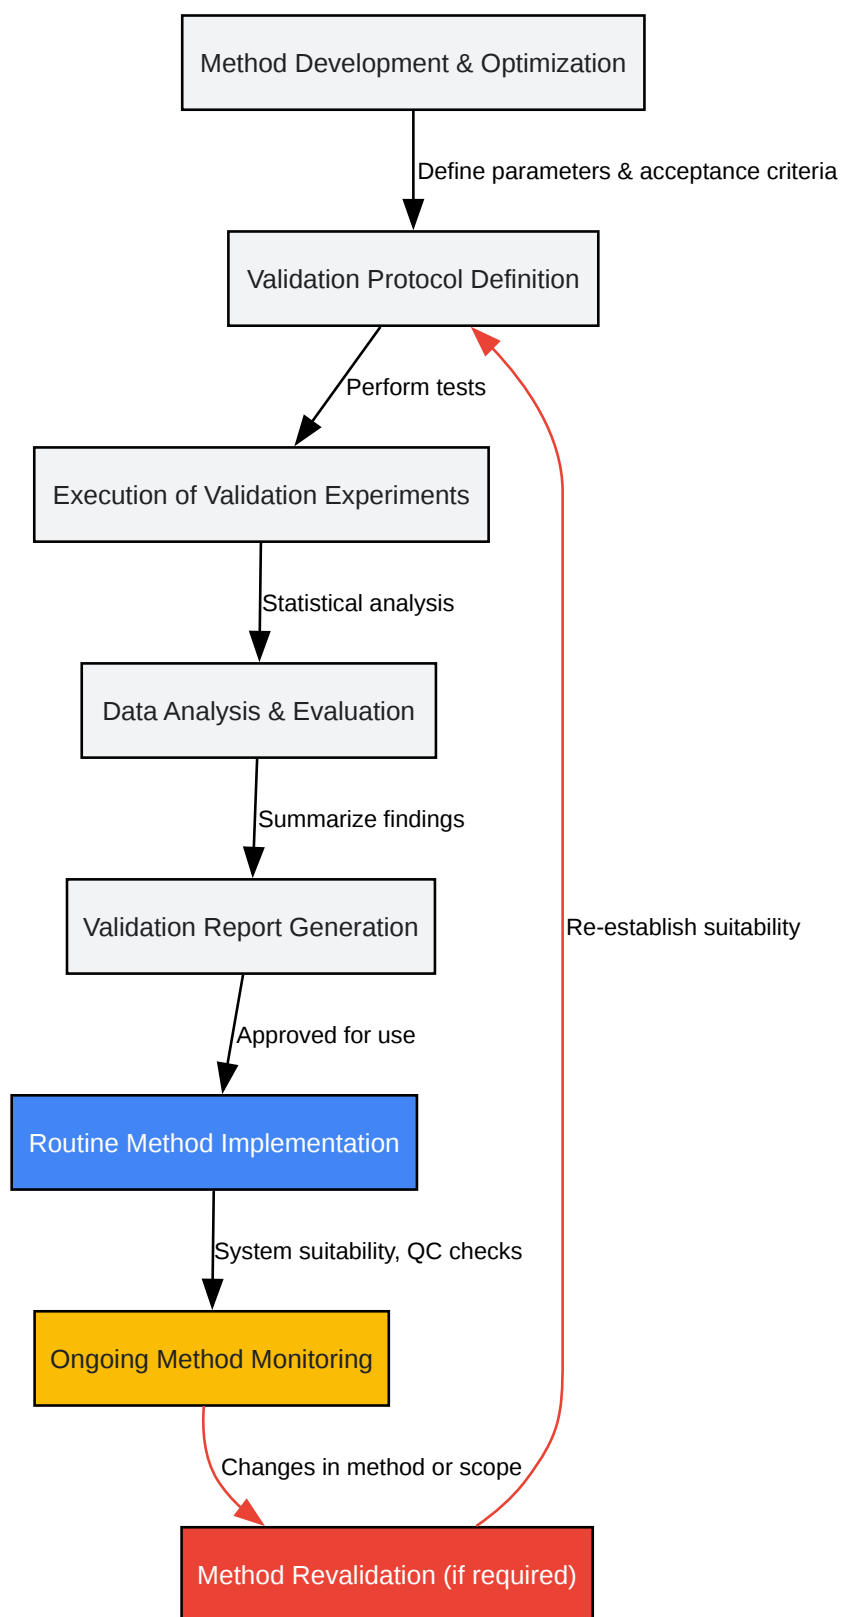 Method Development & Optimization
Define parameters & acceptance criteria
Validation Protocol Definition
Perform tests
Execution of Validation Experiments
Statistical analysis
Data Analysis & Evaluation
Summarize findings
Validation Report Generation
Re-establish suitability
Approved for use
Routine Method Implementation
System suitability, QC checks
Ongoing Method Monitoring
Changes in method or scope
Method Revalidation (if required)